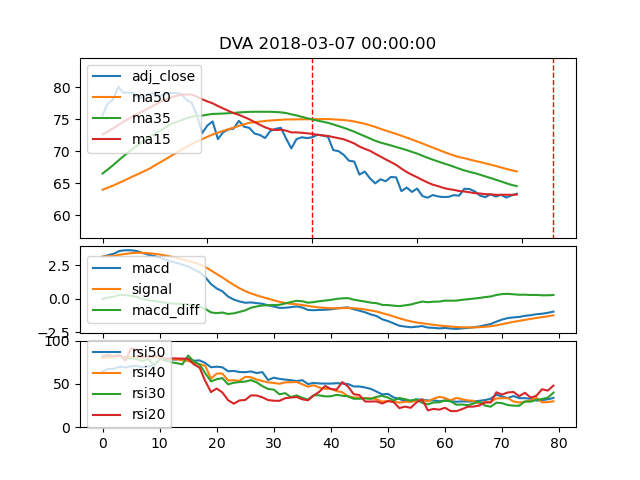 DVA 2018-03-07 00:00:00
80
75
70
65
60
adj_close
ma50
ma35
ma15
2.5
0.0
−2.5
macd
signal
macd_diff
100
50
0
rsi50
rsi40
rsi30
rsi20
0 10 20 30 40 50 60 70 80